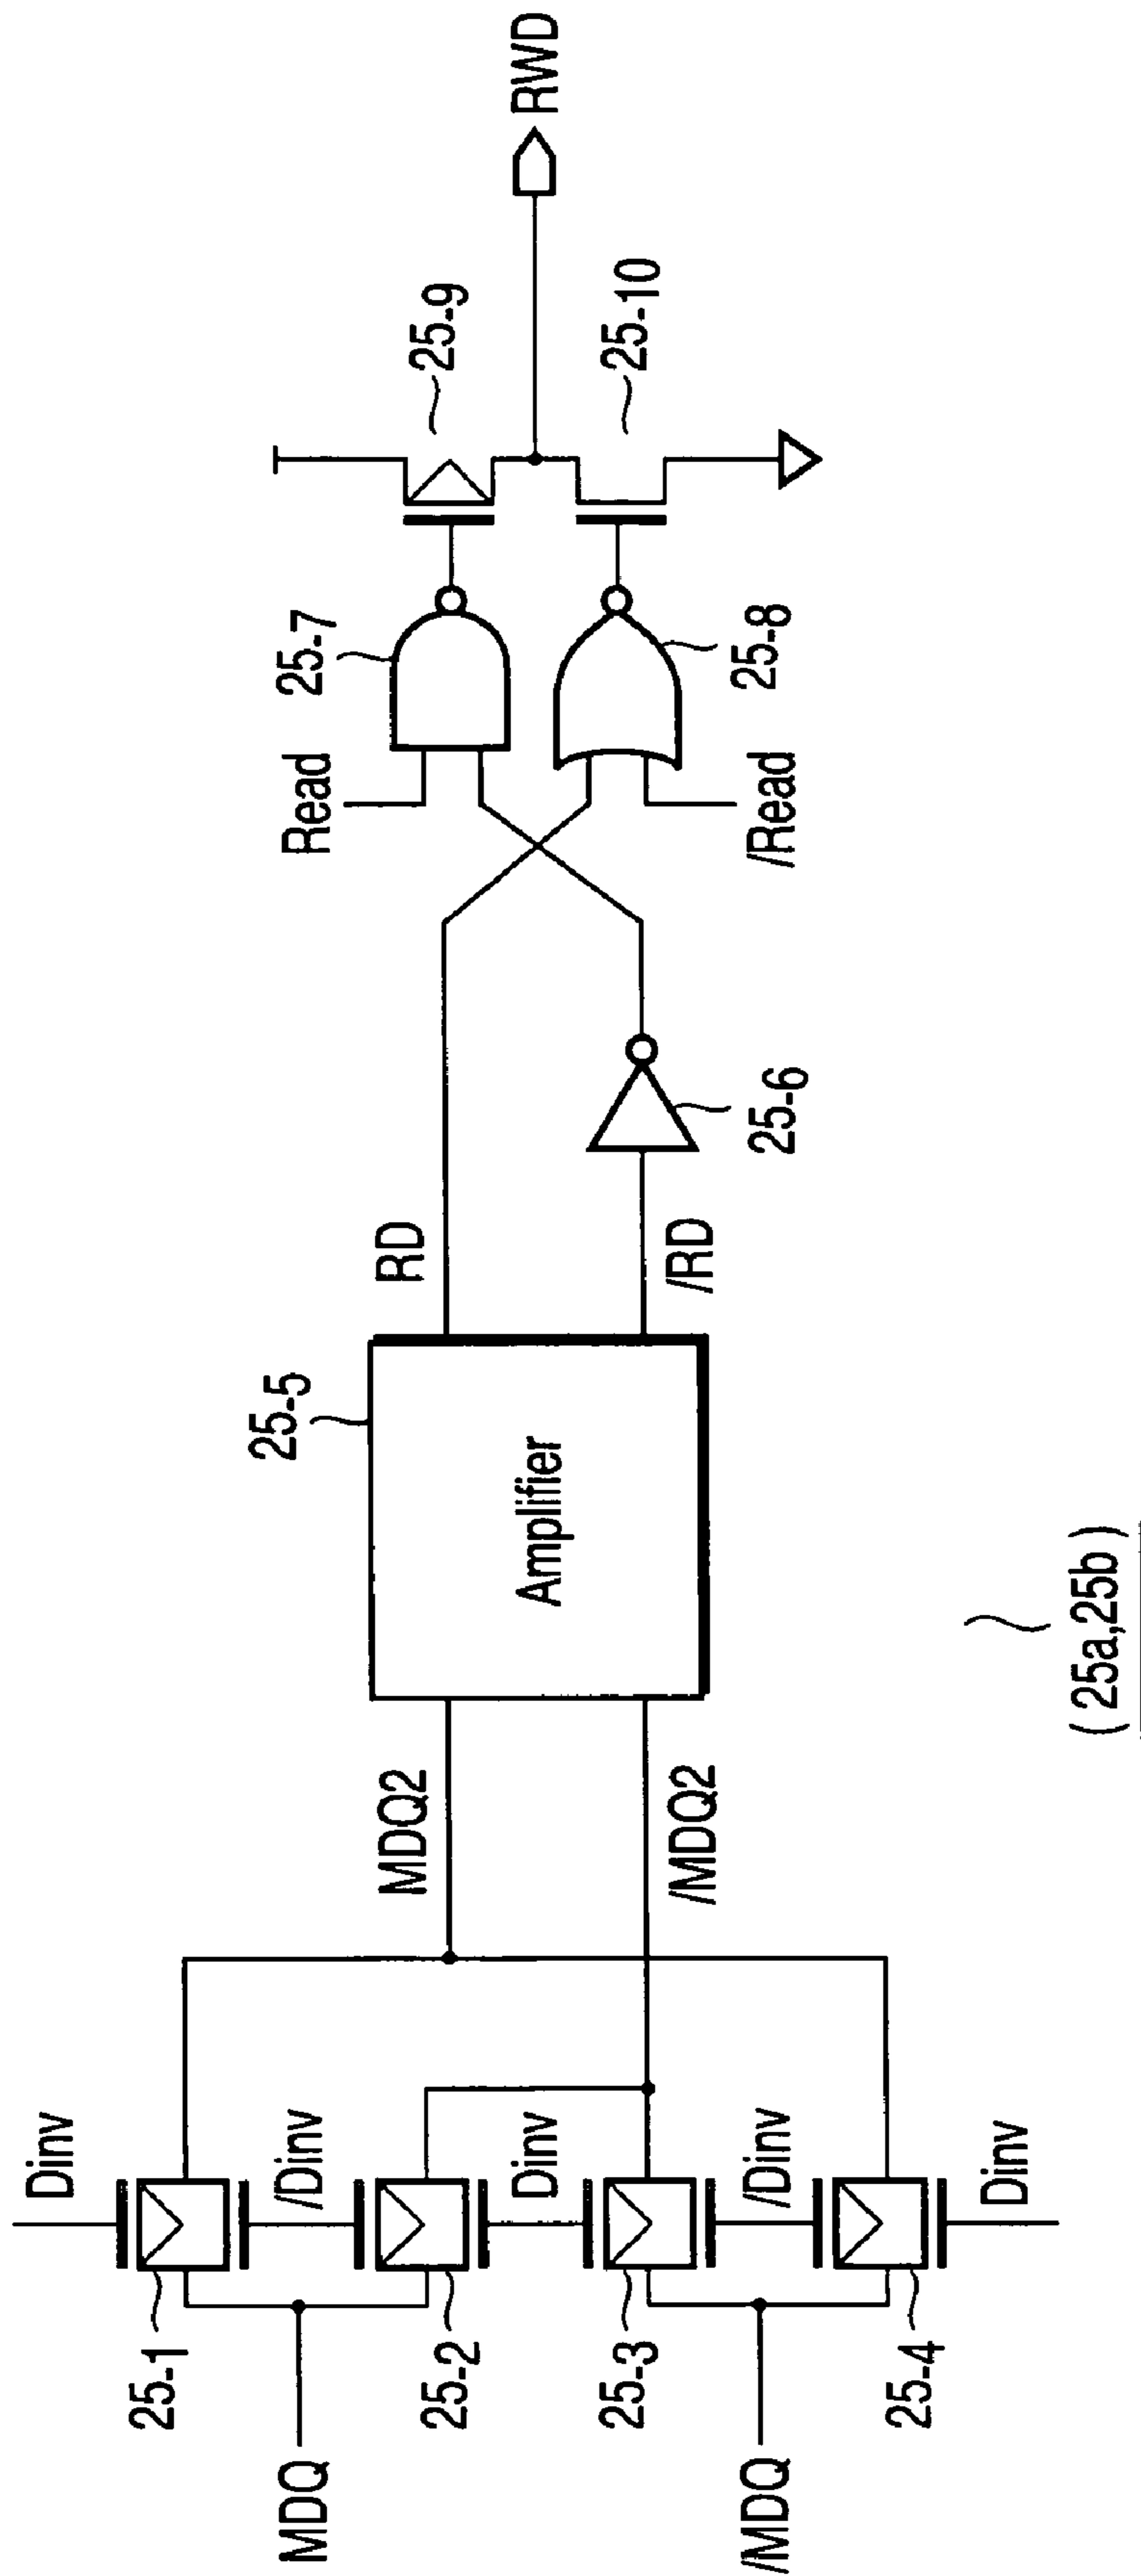 Dinv
25-1
MDQ
/Dinv
25-2
Dinv
25-3
/MDQ
/Dinv
25-4
Dinv
MDQ2
/MDQ2
25-5
Amplifier
RD
/RD
25-6
Read
25-7
/Read
25-8
25-9
25-10
RWD
( 25a,25b )